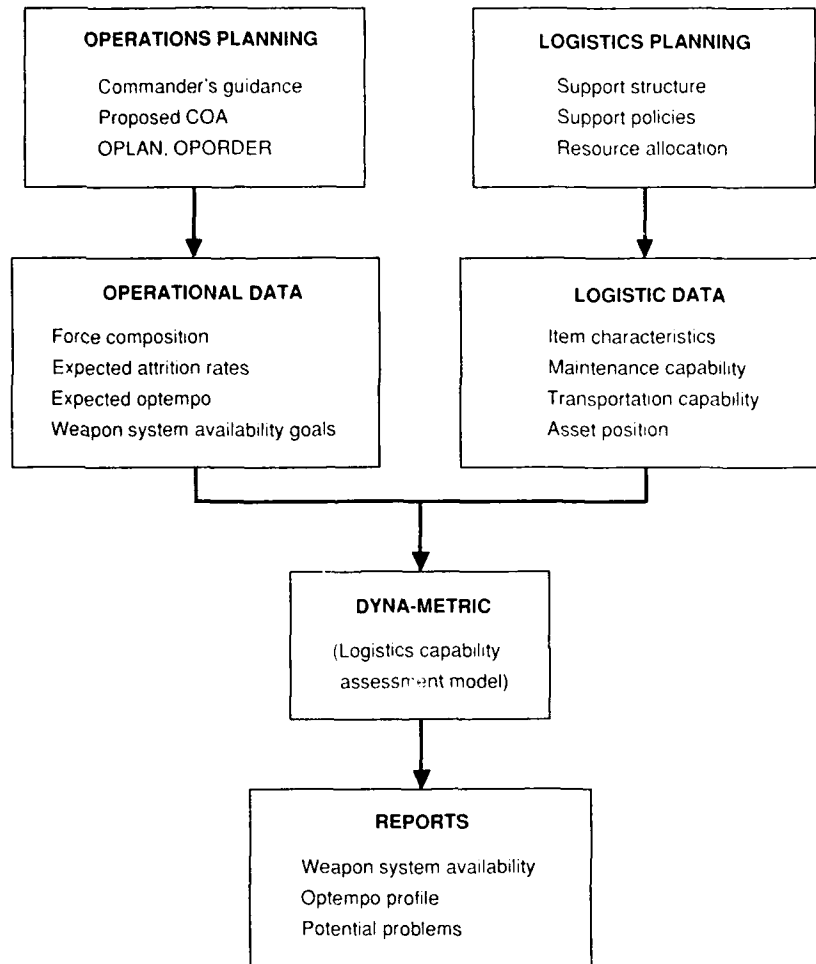 OPERATIONS PLANNING
Commander's guidance
Proposed COA
OPLAN, OPORDER
LOGISTICS PLANNING
Support structure
Support policies
Resource allocation
OPERATIONAL DATA
Force composition
Expected attrition rates
Expected optempo
Weapon system availability goals
LOGISTIC DATA
Item characteristics
Maintenance capability
Transportation capability
Asset position
DYNA-METRIC
(Logistics capability
assessment model)
REPORTS
Weapon system availability
Optempo profile
Potential problems